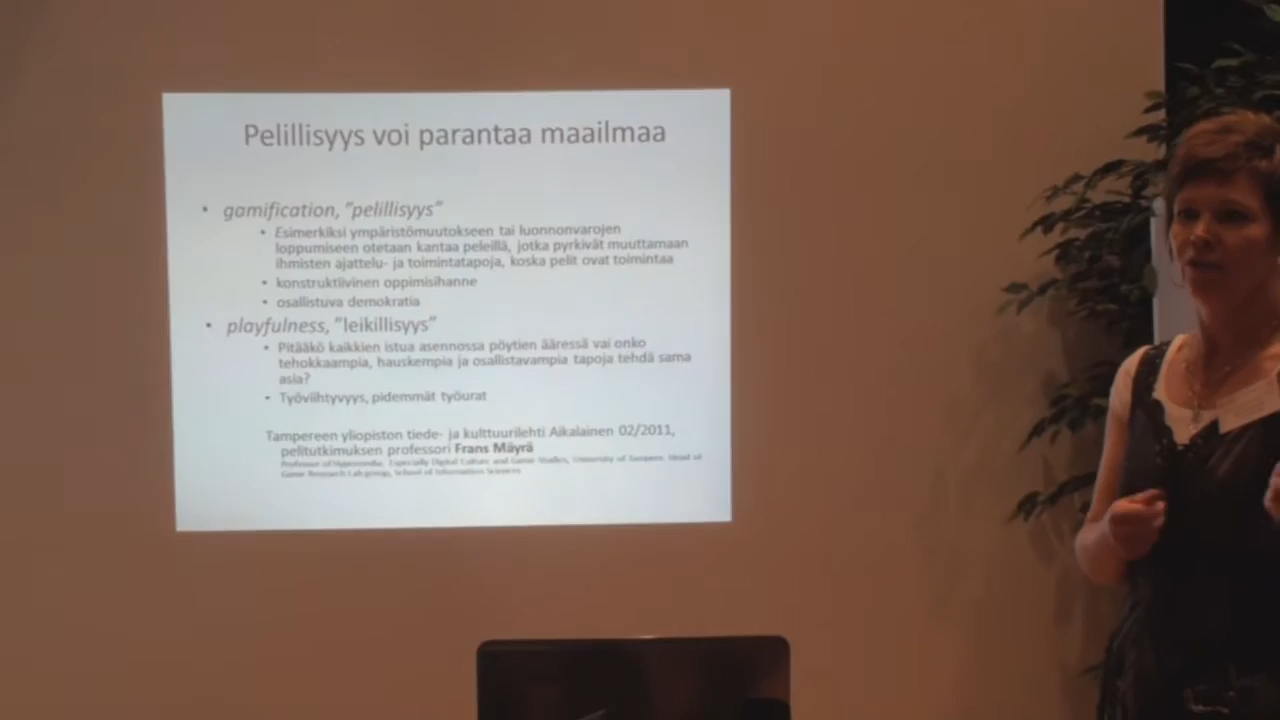 Pelillisyys voi parantaa maailmaa
• gamification, "pelillisyys"
• Esimerkiksi ympäristömuutokseen tai luonnonvarojen
loppumiseen otetaan kantaa peleillä, jotka pyrkivät muuttamaan
ihmisten ajattelu- ja toimintatapoja, koska pelit ovat toimintaa
• konstruktiivinen oppimisihanne
• osallistuva demokratia
• playfulness, "leikillisyys"
• Pitääkö kaikkien istua asennossa pöytien ääressä vai onko
tehokkaampia, hauskempia ja osallistavampia tapoja tehdä sama
asia?
• Työviihtyvyys, pidemmät työurat
Tampereen yliopiston tiede- ja kulttuurilehti Aikalainen 02/2011,
pelitutkimuksen professori Frans Mäyrä
Professor of Hypermedia, Especially Digital Culture and Game Studies, University of Tampere. Head of
Game Research Lab group, School of Information Sciences